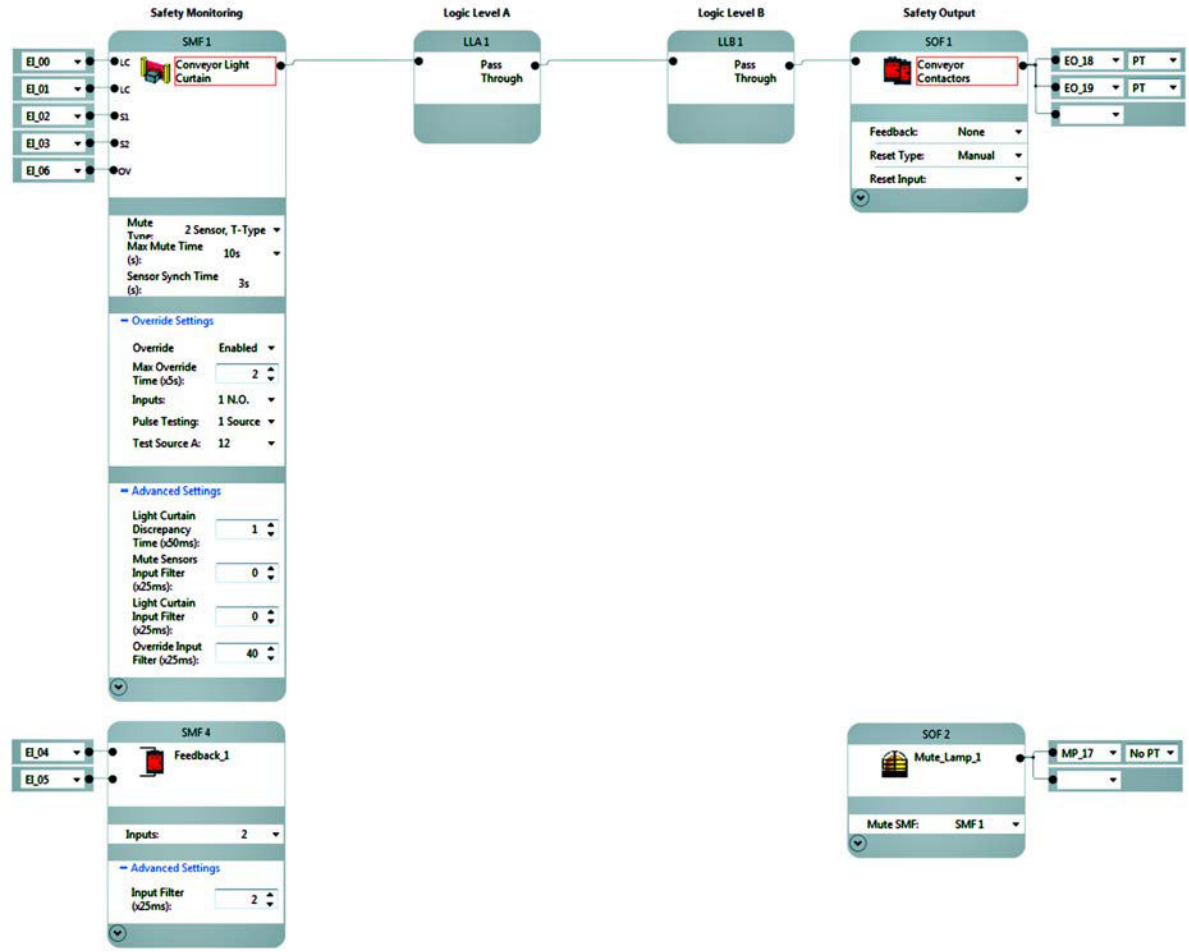 Safety Monitoring
Logic Level A
Logic Level B
Safety Output
SMF 1
LLA 1
LLB 1
SOF 1
EI_00
LC
Conveyor Light
Curtain
Pass
Through
Pass
Through
Conveyor
Contactors
EO_18
PT
EI_01
LC
EO_19
PT
EI_02
S1
EI_03
S2
EI_06
OV
Feedback: None
Reset Type: Manual
Reset Input:
Mute
Type: 2 Sensor, T-Type
Max Mute Time
(s): 10s
Sensor Synch Time
(s): 3s
Override Settings
Override Enabled
Max Override
Time (x5s): 2
Inputs: 1 N.O.
Pulse Testing: 1 Source
Test Source A: 12
Advanced Settings
Light Curtain
Discrepancy
Time (x50ms): 1
Mute Sensors
Input Filter
(x25ms): 0
Light Curtain
Input Filter
(x25ms): 0
Override Input
Filter (x25ms): 40
SMF 4
EI_04
Feedback_1
EI_05
Inputs: 2
Advanced Settings
Input Filter
(x25ms): 2
SOF 2
Mute_Lamp_1
MP_17
No PT
Mute SMF: SMF 1